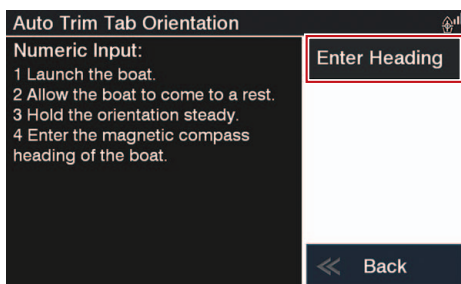 Auto Trim Tab Orientation
Numeric Input:
1 Launch the boat.
2 Allow the boat to come to a rest.
3 Hold the orientation steady.
4 Enter the magnetic compass
heading of the boat.
Enter Heading
Back